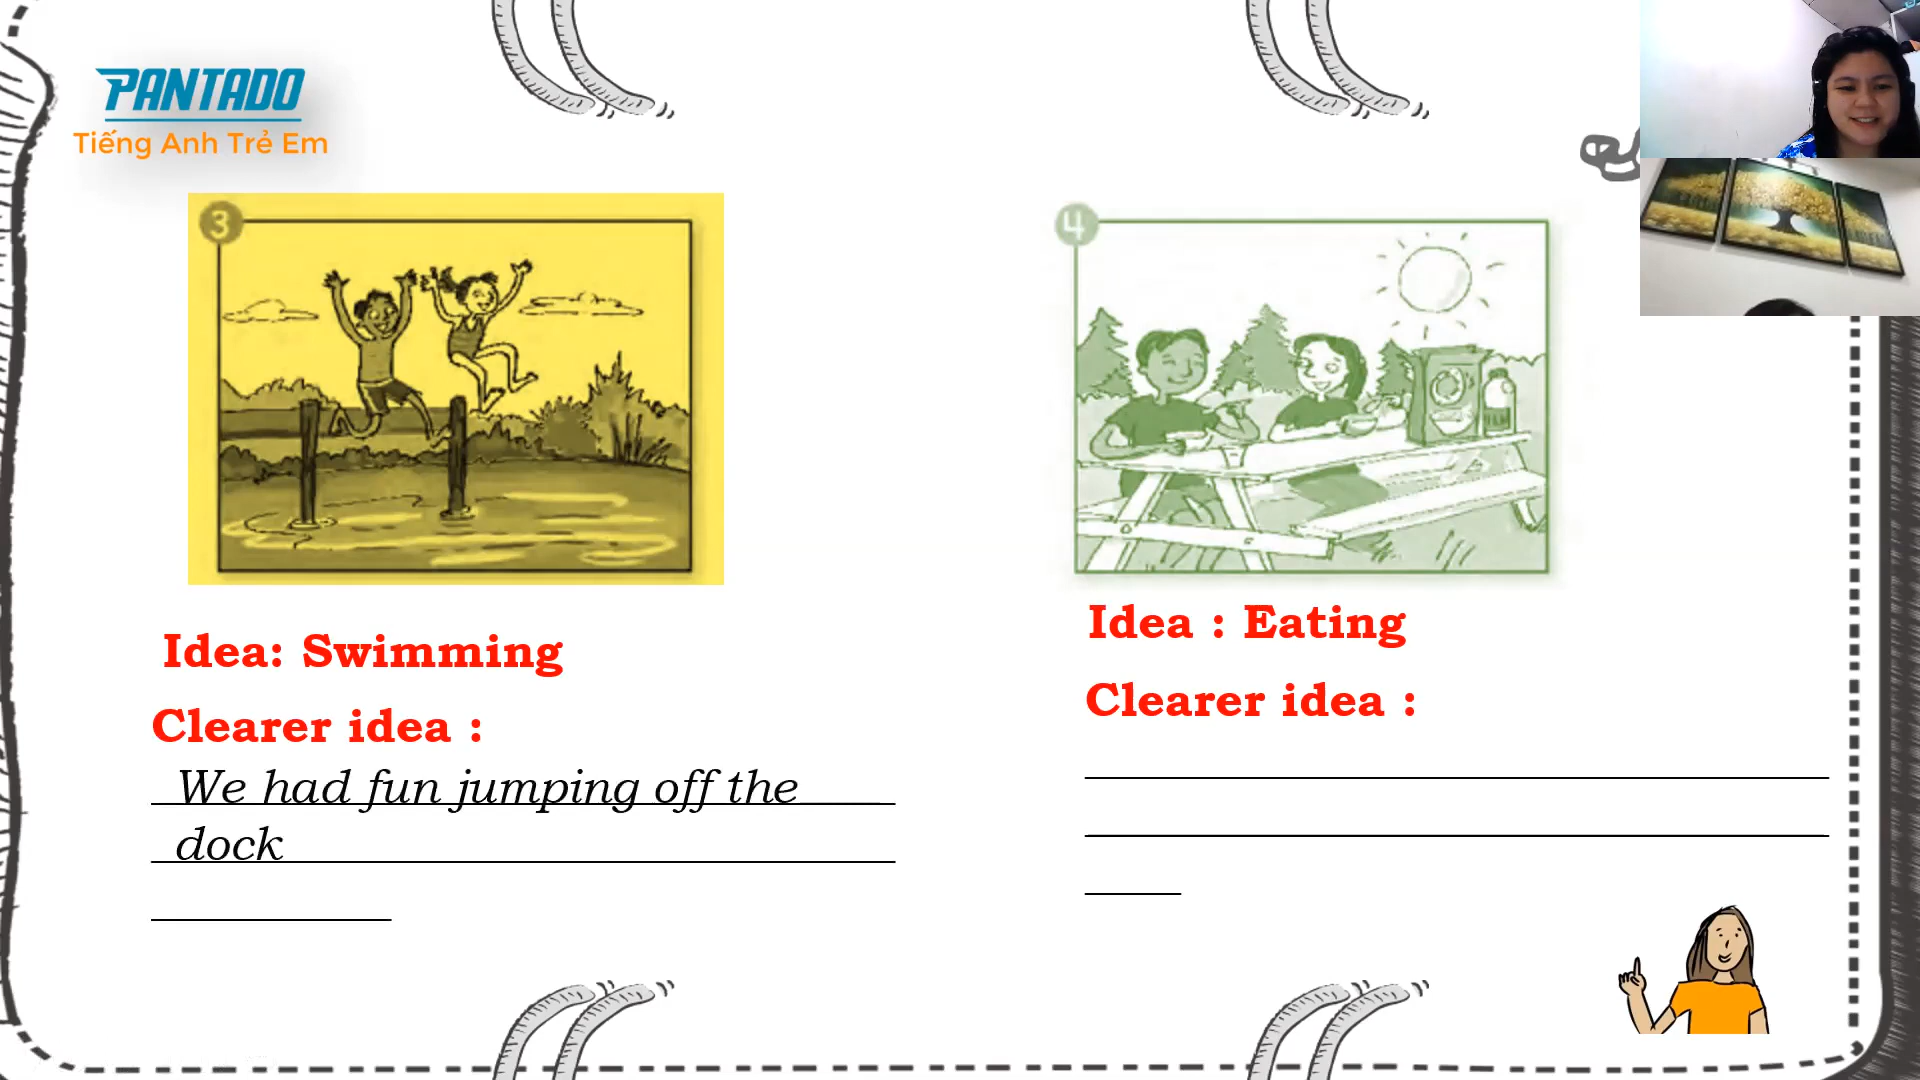 PANTADO
Tiếng Anh Trẻ Em
3
Idea: Swimming
Clearer idea :
We had fun jumping off the
dock
4
Idea : Eating
Clearer idea :